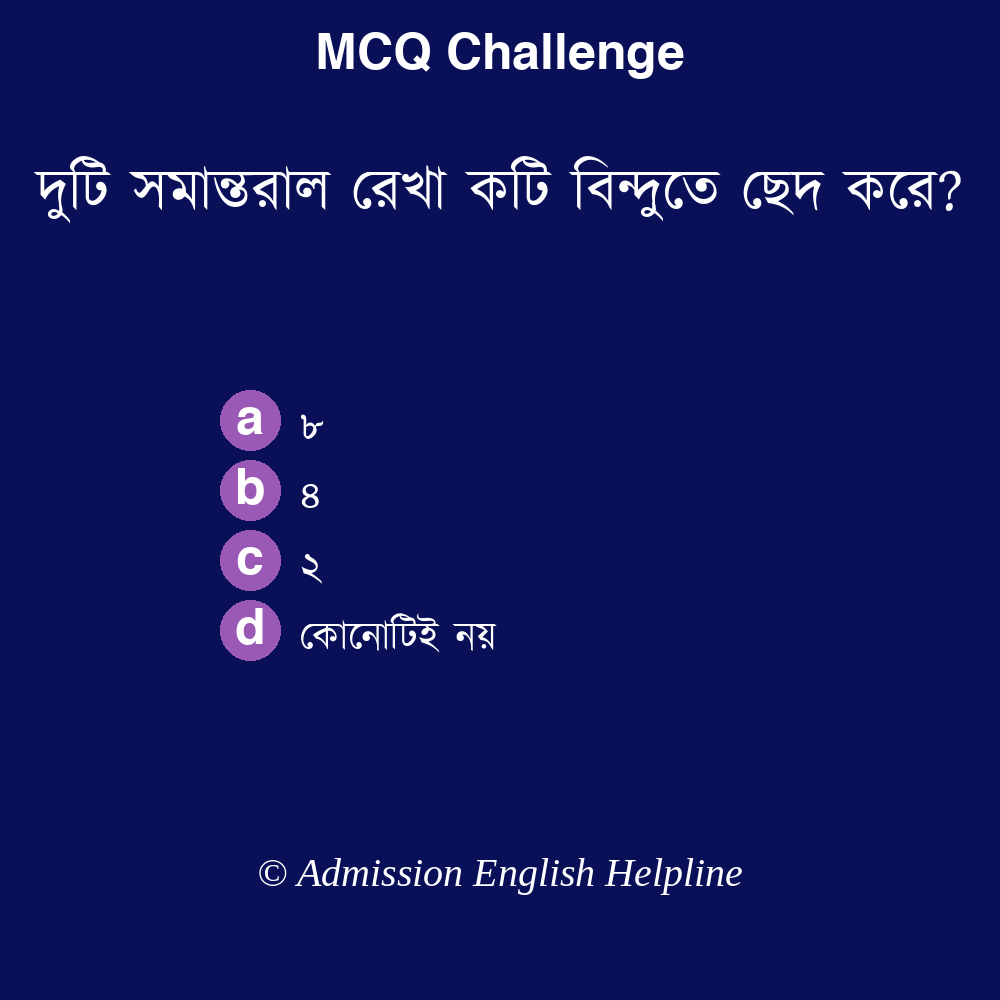 MCQ Challenge
দুটি সমান্তরাল রেখা কটি বিন্দুতে ছেদ করে?
a ৮
b ৪
c ২
d কোনোটিই নয়
© Admission English Helpline